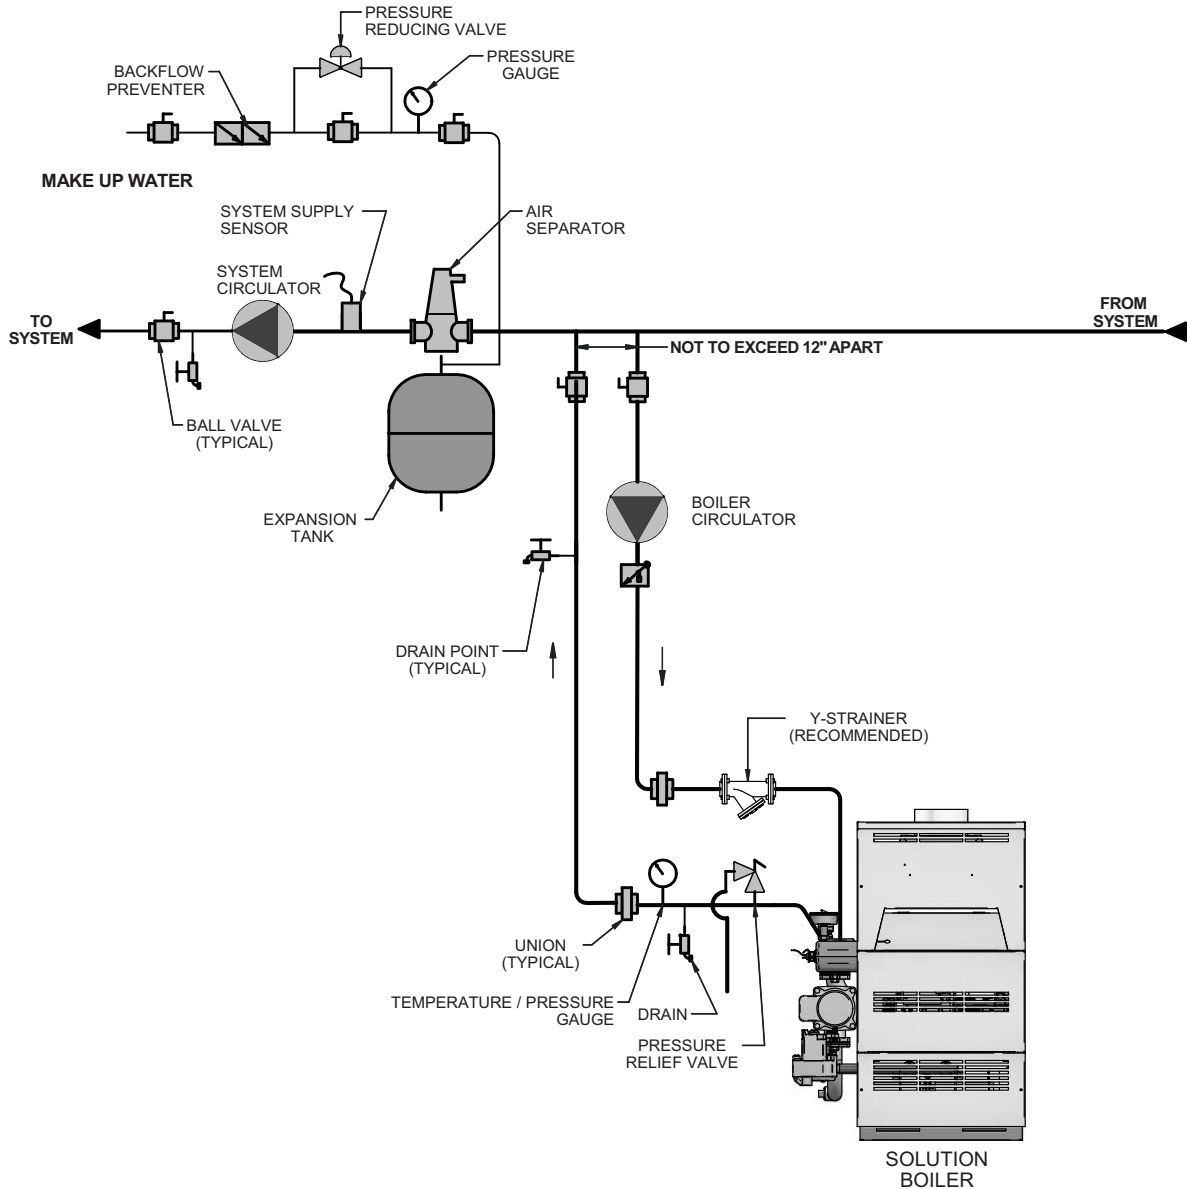 PRESSURE
REDUCING VALVE
PRESSURE
GAUGE
BACKFLOW
PREVENTER
MAKE UP WATER
SYSTEM SUPPLY
SENSOR
AIR
SEPARATOR
SYSTEM
CIRCULATOR
TO
SYSTEM
FROM
SYSTEM
NOT TO EXCEED 12" APART
BALL VALVE
(TYPICAL)
EXPANSION
TANK
BOILER
CIRCULATOR
DRAIN POINT
(TYPICAL)
Y-STRAINER
(RECOMMENDED)
UNION
(TYPICAL)
TEMPERATURE / PRESSURE
GAUGE
DRAIN
PRESSURE
RELIEF VALVE
SOLUTION
BOILER